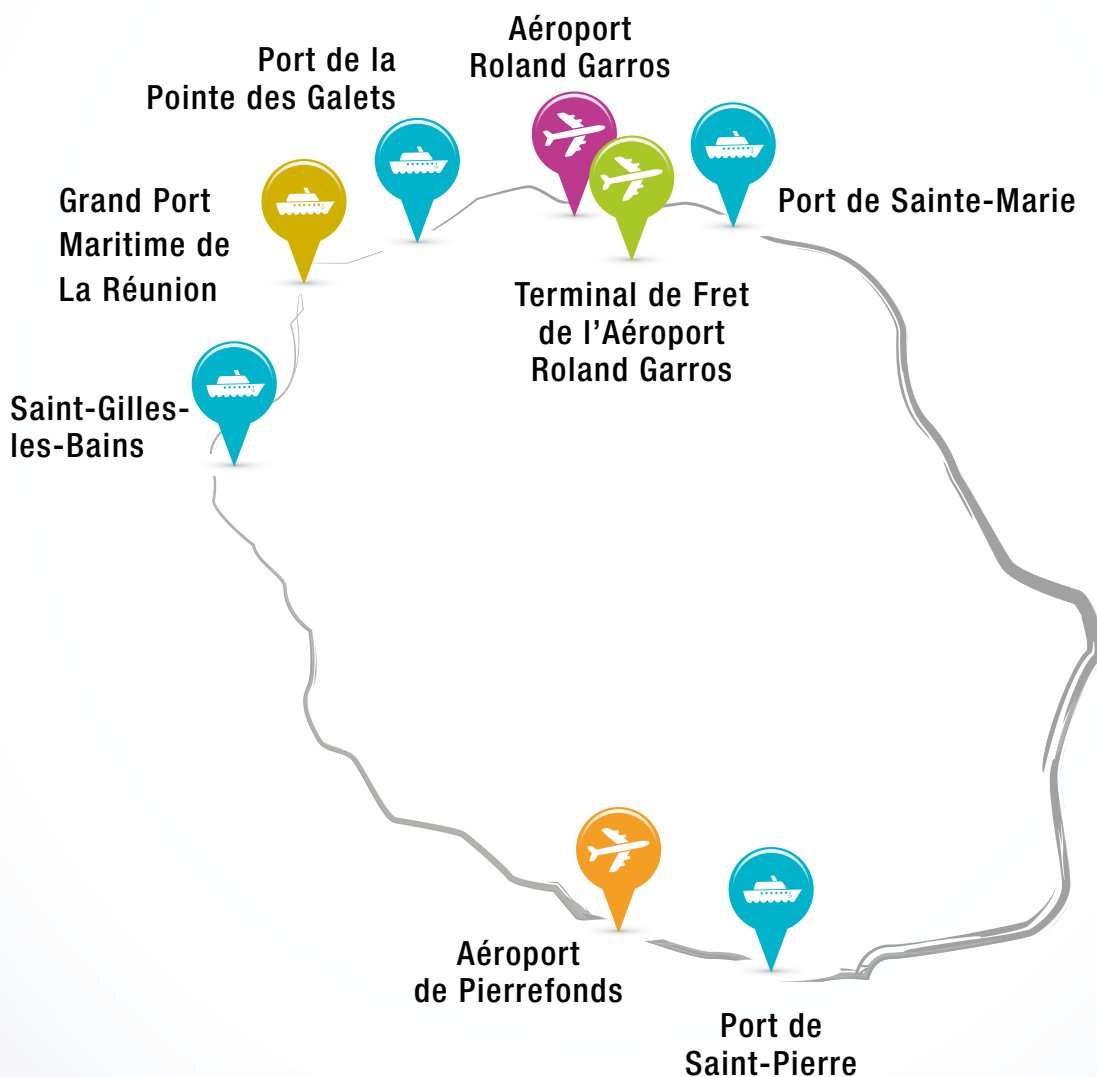 Aéroport
Roland Garros
Port de la
Pointe des Galets
Grand Port
Maritime de
La Réunion
Port de Sainte-Marie
Terminal de Fret
de l’Aéroport
Roland Garros
Saint-Gilles-
les-Bains
Aéroport
de Pierrefonds
Port de
Saint-Pierre